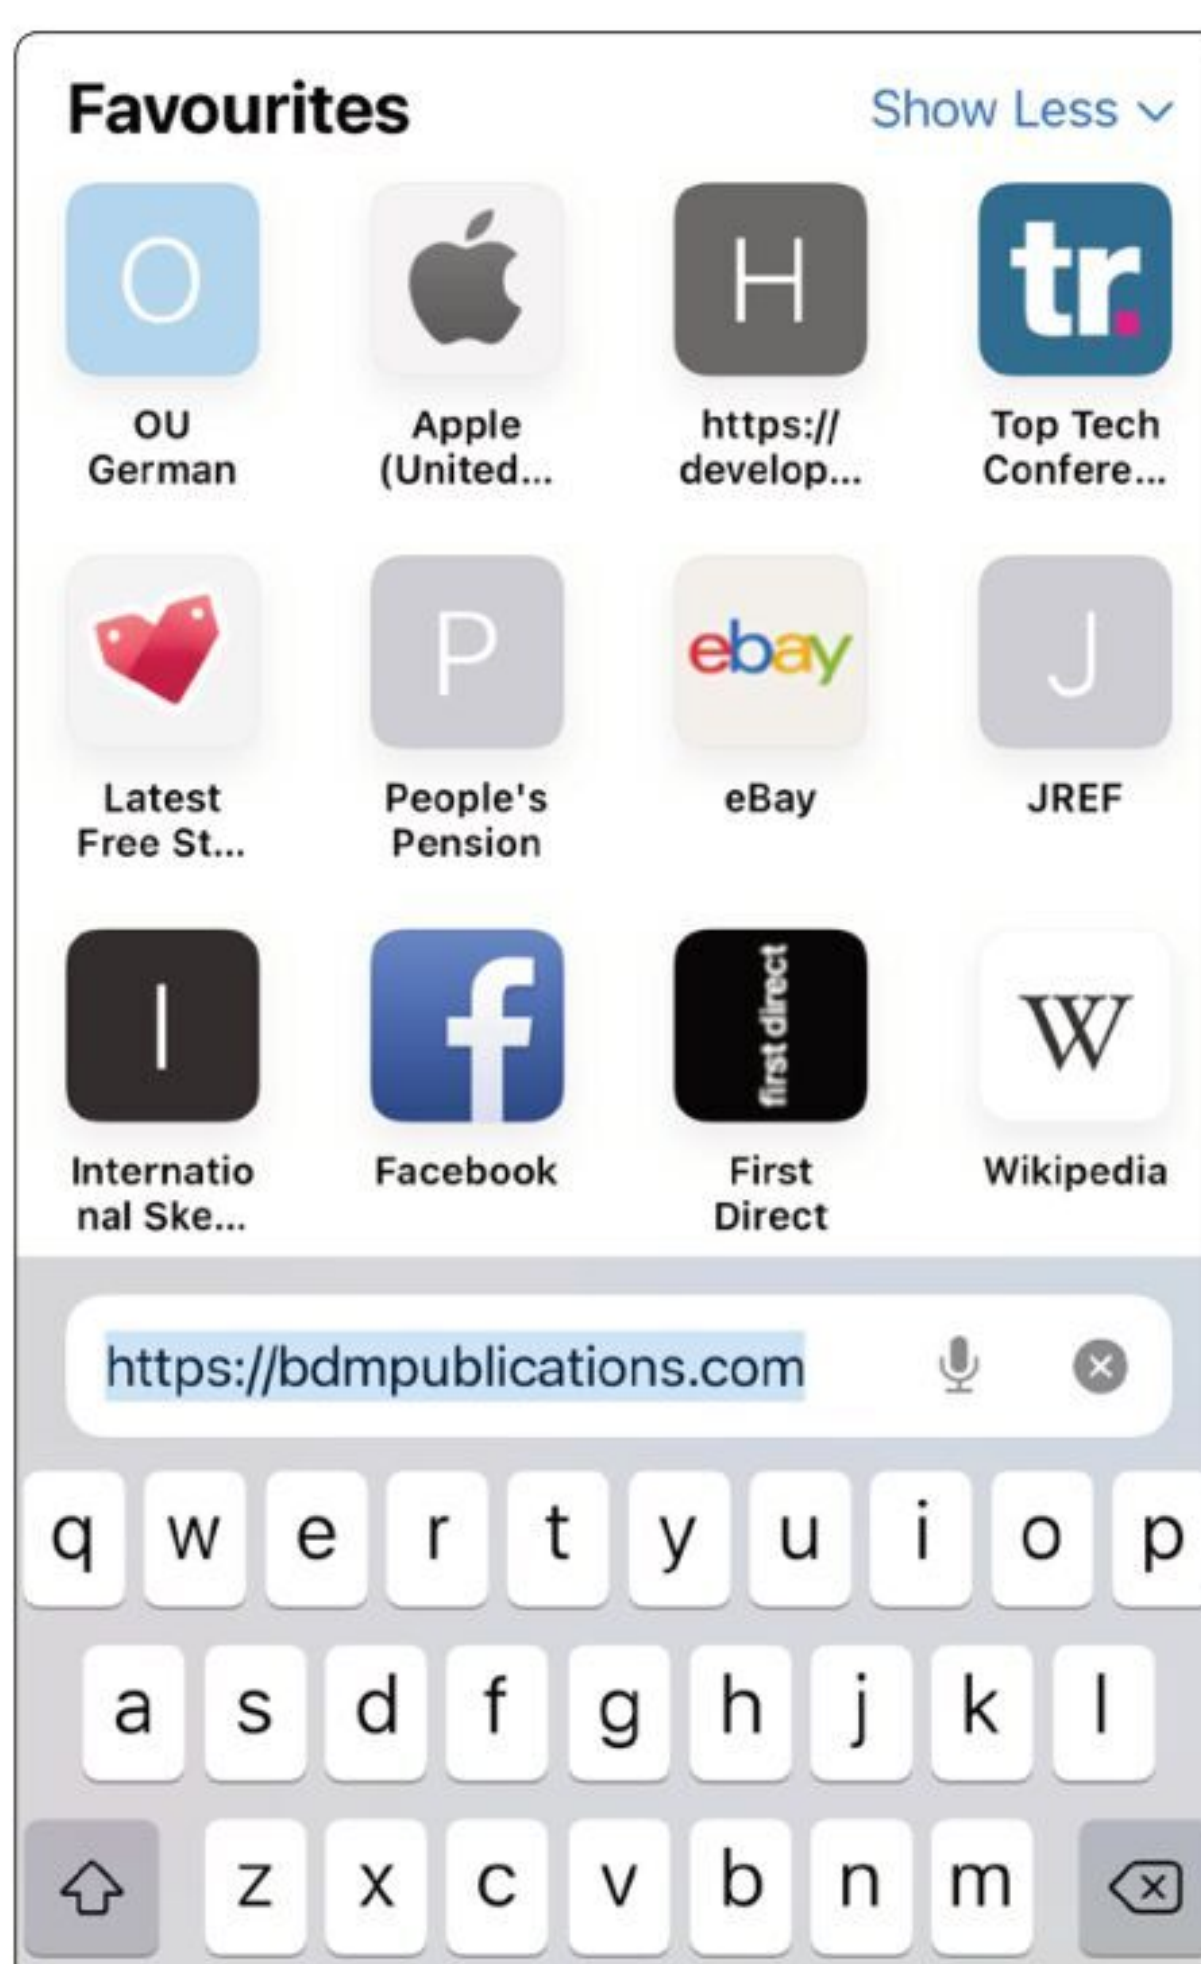 Favourites
Show Less
O
H
tr.
OU
German
Apple
(United...
https://
develop...
Top Tech
Confere...
P
ebay
J
Latest
Free St...
People's
Pension
eBay
JREF
I
f
first direct
W
Internatio
nal Ske...
Facebook
First
Direct
Wikipedia
https://bdmpublications.com
q w e r t y u i o p
a s d f g h j k l
z x c v b n m